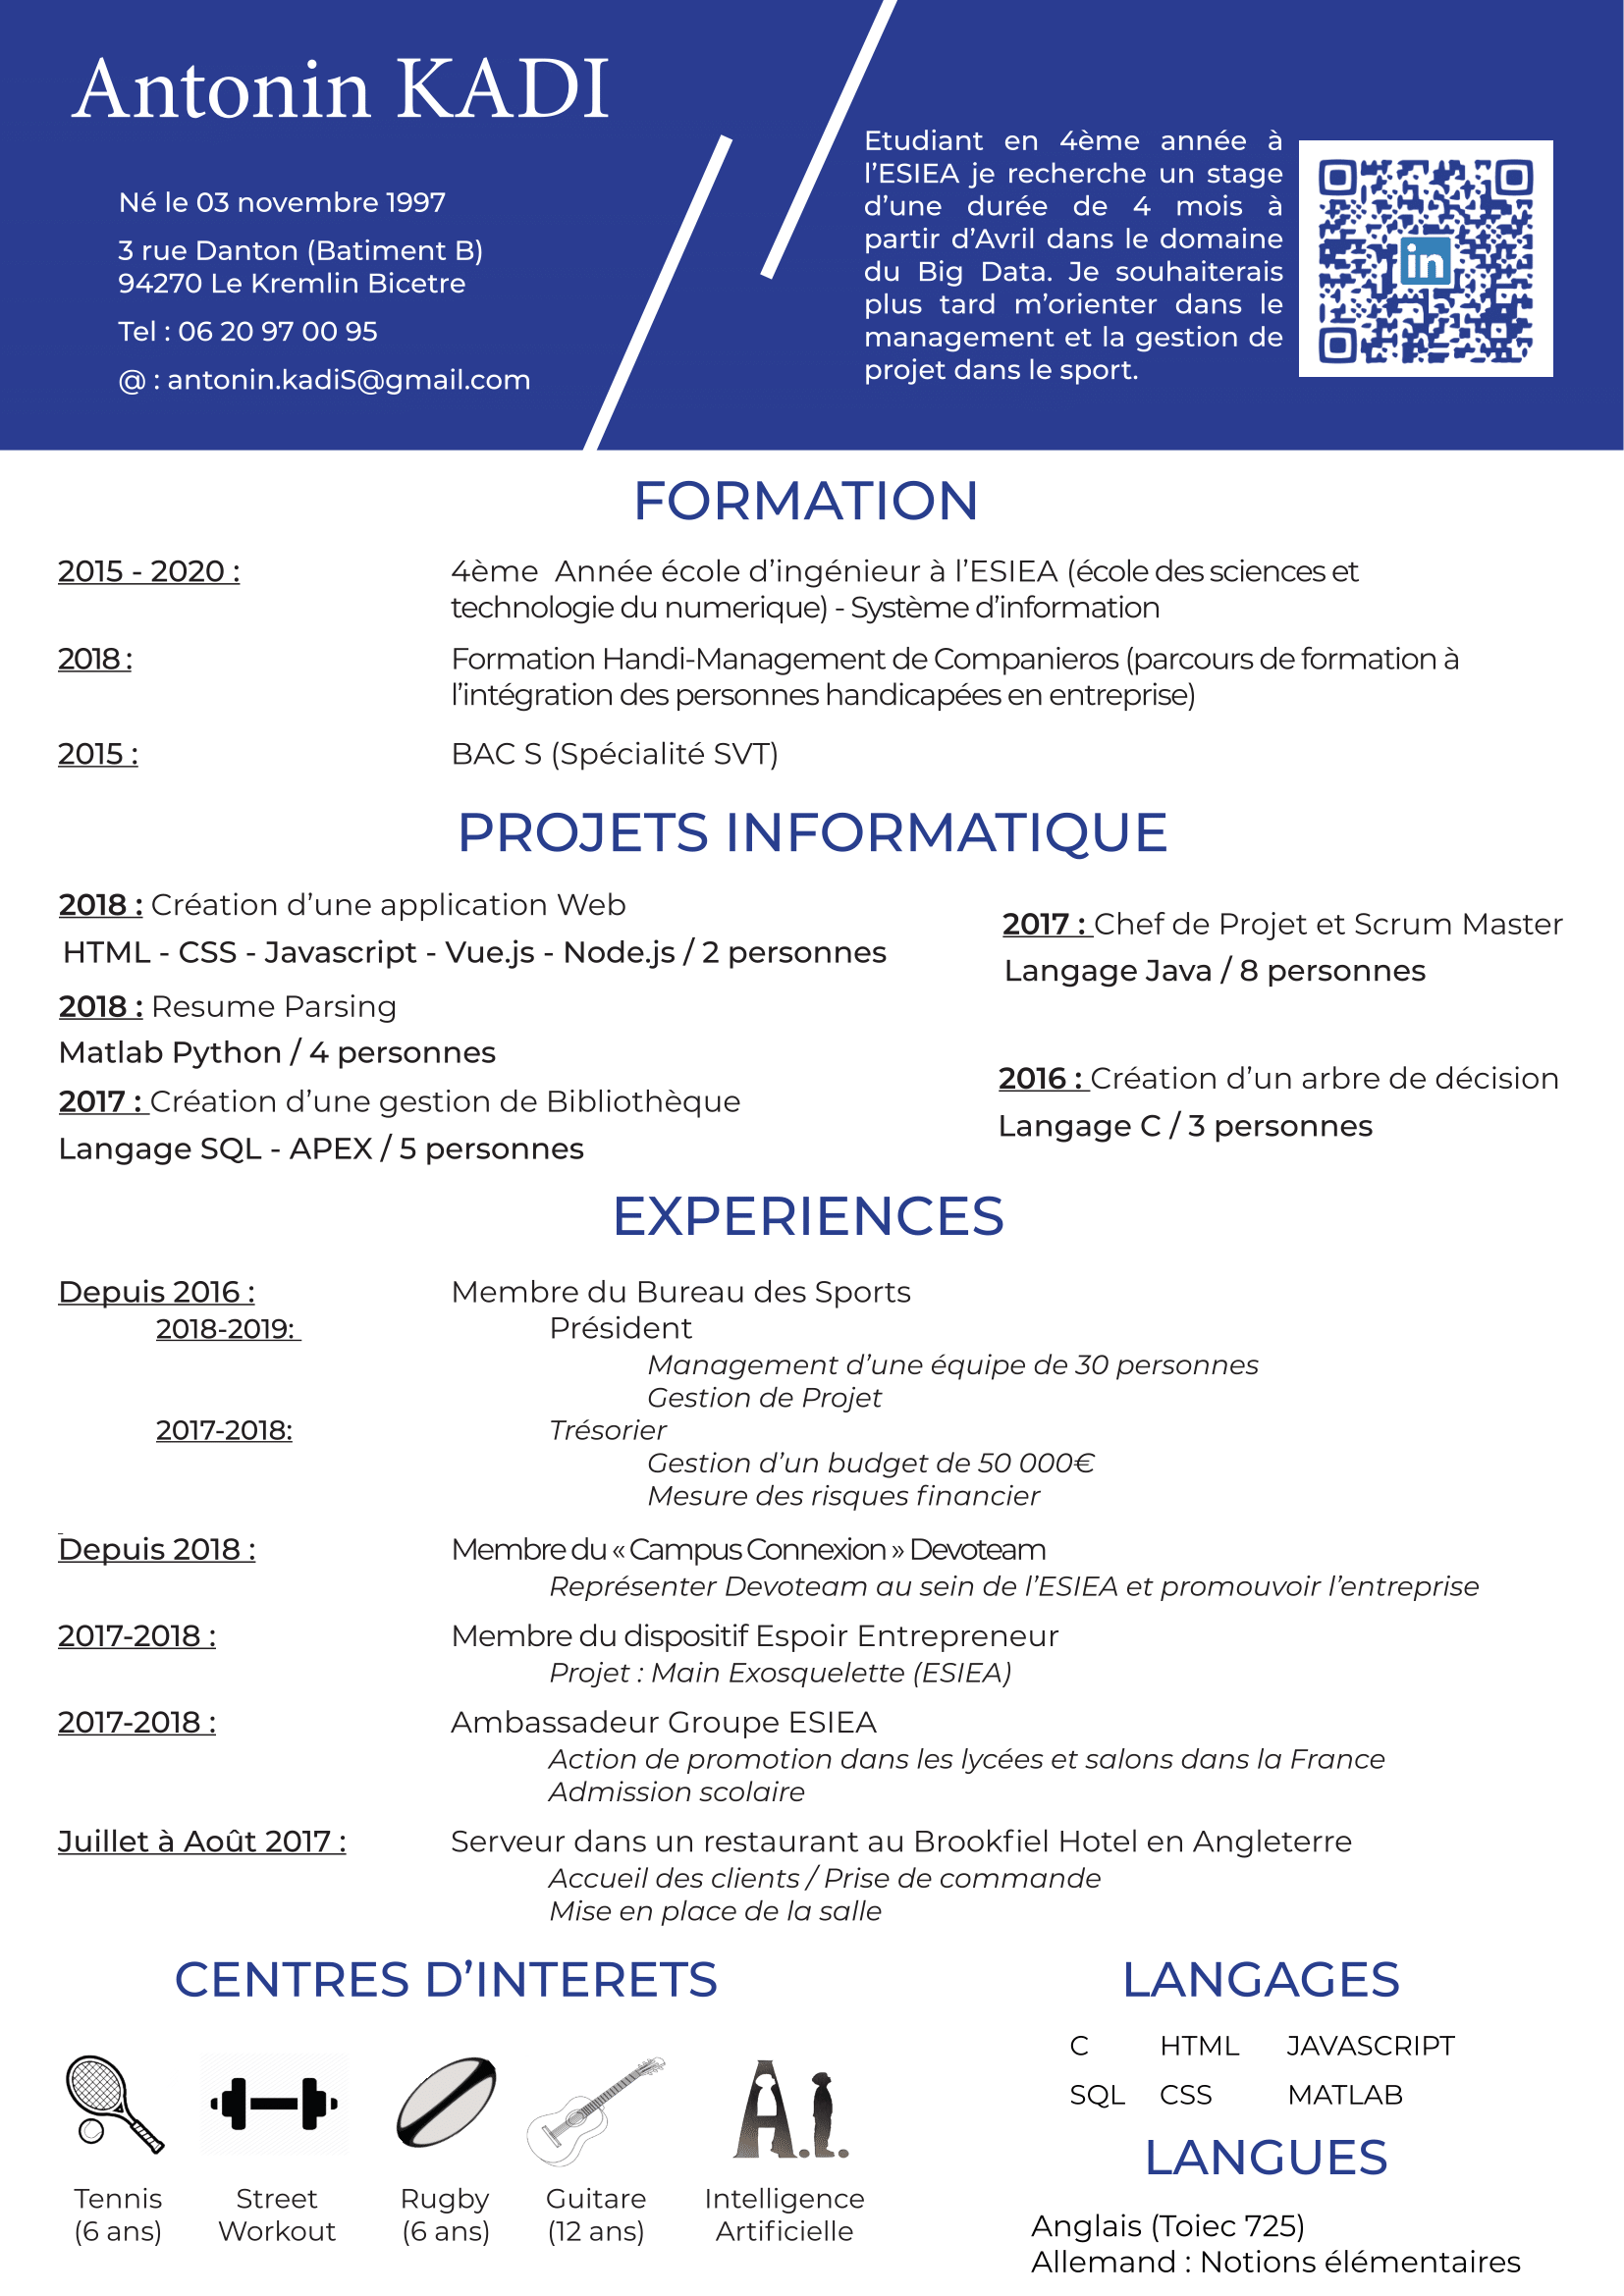 Antonin KADI
Né le 03 novembre 1997
3 rue Danton (Batiment B)
94270 Le Kremlin Bicetre
Tel : 06 20 97 00 95
@ : antonin.kadiS@gmail.com
Etudiant en 4ème année à
l’ESIEA je recherche un stage
d’une durée de 4 mois à
partir d’Avril dans le domaine
du Big Data. Je souhaiterais
plus tard m’orienter dans le
management et la gestion de
projet dans le sport.
in
FORMATION
2015 - 2020 : 4ème Année école d’ingénieur à l’ESIEA (école des sciences et
technologie du numerique) - Système d’information
2018 : Formation Handi-Management de Companieros (parcours de formation à
l’intégration des personnes handicapées en entreprise)
2015 : BAC S (Spécialité SVT)
PROJETS INFORMATIQUE
2018 : Création d’une application Web
HTML - CSS - Javascript - Vue.js - Node.js / 2 personnes
2018 : Resume Parsing
Matlab Python / 4 personnes
2017 : Création d’une gestion de Bibliothèque
Langage SQL - APEX / 5 personnes
2017 : Chef de Projet et Scrum Master
Langage Java / 8 personnes
2016 : Création d’un arbre de décision
Langage C / 3 personnes
EXPERIENCES
Depuis 2016 : Membre du Bureau des Sports
2018-2019: Président
Management d’une équipe de 30 personnes
Gestion de Projet
2017-2018: Trésorier
Gestion d’un budget de 50 000€
Mesure des risques financier
Depuis 2018 : Membre du « Campus Connexion » Devoteam
Représenter Devoteam au sein de l’ESIEA et promouvoir l’entreprise
2017-2018 : Membre du dispositif Espoir Entrepreneur
Projet : Main Exosquelette (ESIEA)
2017-2018 : Ambassadeur Groupe ESIEA
Action de promotion dans les lycées et salons dans la France
Admission scolaire
Juillet à Août 2017 : Serveur dans un restaurant au Brookfiel Hotel en Angleterre
Accueil des clients / Prise de commande
Mise en place de la salle
CENTRES D’INTERETS
A.I.
Tennis
(6 ans)
Street
Workout
Rugby
(6 ans)
Guitare
(12 ans)
Intelligence
Artificielle
LANGAGES
C HTML JAVASCRIPT
SQL CSS MATLAB
LANGUES
Anglais (Toiec 725)
Allemand : Notions élémentaires